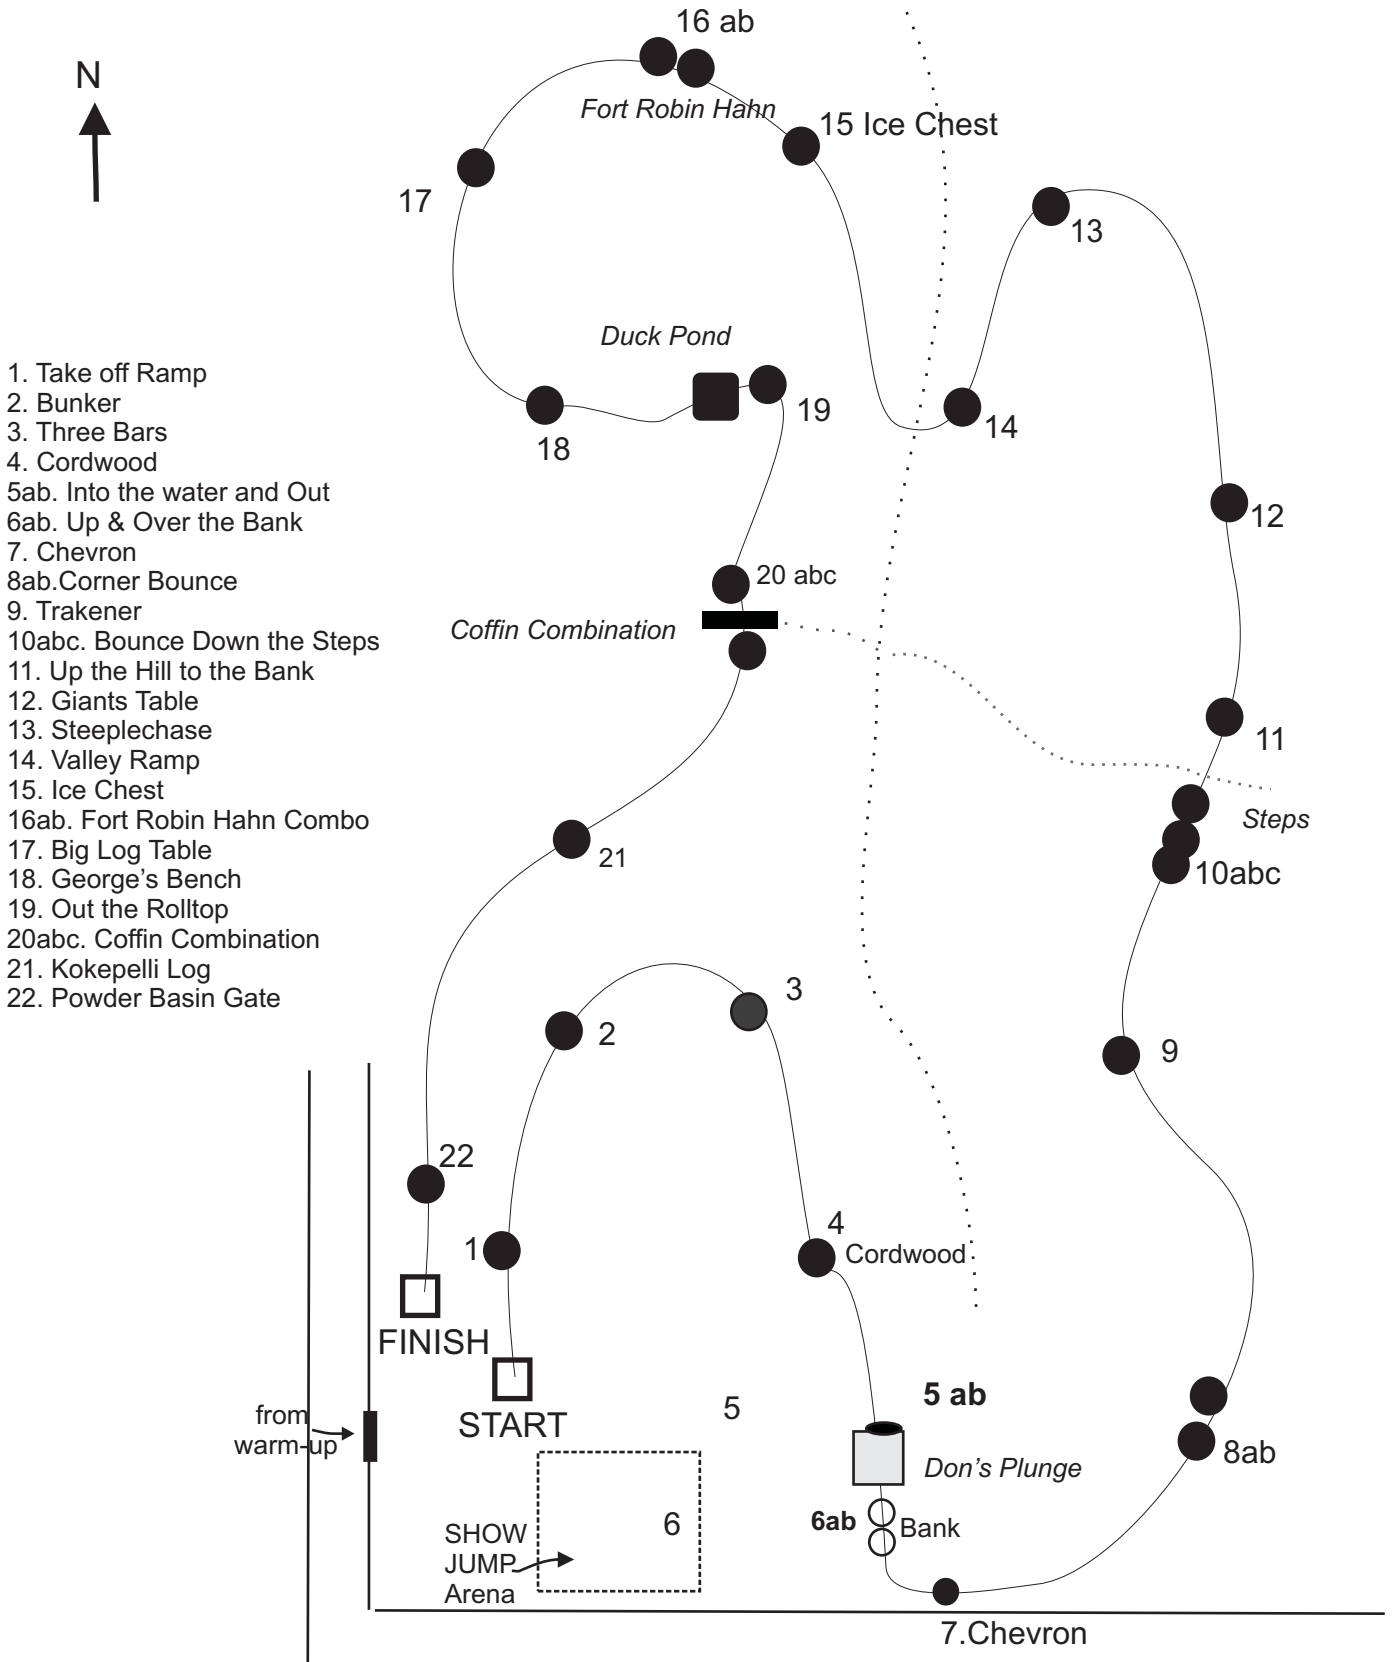 16 ab
N
Fort Robin Hahn
15 Ice Chest
17
13
Duck Pond
19
14
18
1. Take off Ramp
2. Bunker
3. Three Bars
4. Cordwood
5ab. Into the water and Out
6ab. Up & Over the Bank
7. Chevron
8ab.Corner Bounce
9. Trakener
10abc. Bounce Down the Steps
11. Up the Hill to the Bank
12. Giants Table
13. Steeplechase
14. Valley Ramp
15. Ice Chest
16ab. Fort Robin Hahn Combo
17. Big Log Table
18. George's Bench
19. Out the Rolltop
20abc. Coffin Combination
21. Kokepelli Log
22. Powder Basin Gate
12
20 abc
Coffin Combination
11
Steps
21
10abc
3
2
9
22
4
1
Cordwood
FINISH
5 ab
5
START
from
warm-up
8ab
Don's Plunge
6
6ab
Bank
SHOW
JUMP
Arena
7.Chevron